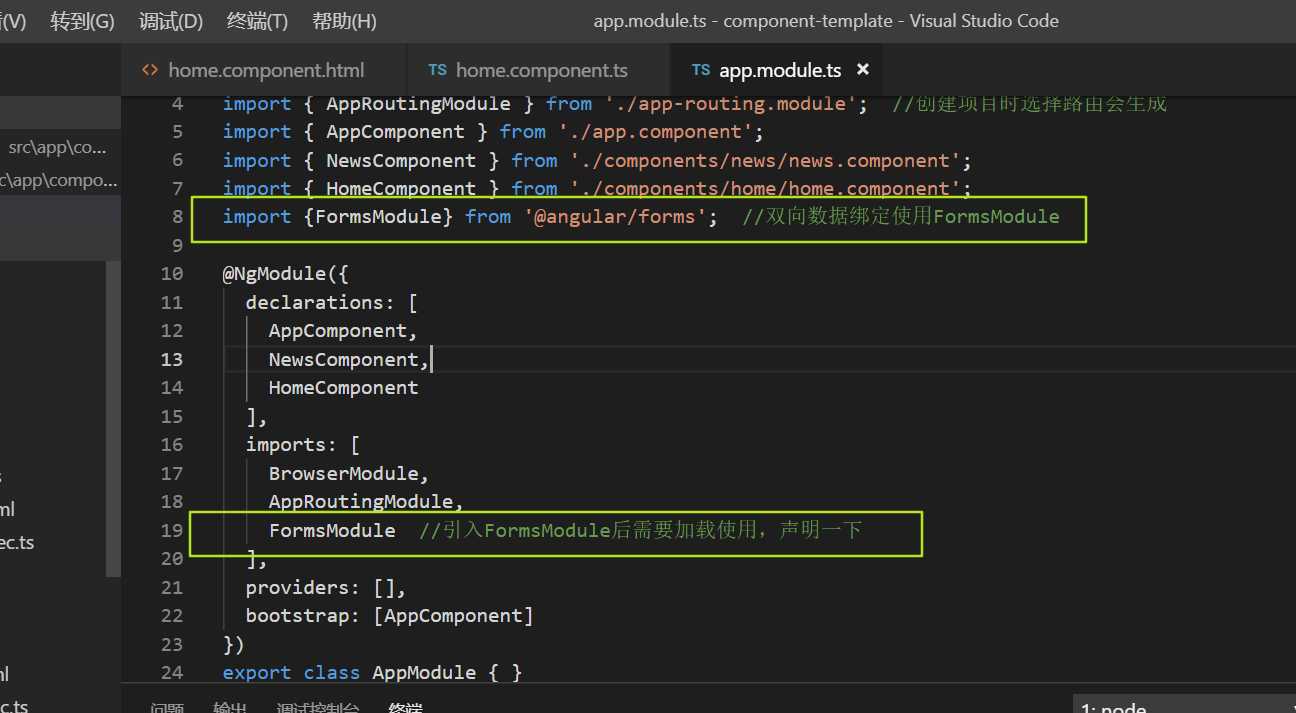 (V) 转到(G) 调试(D) 终端(T) 帮助(H) app.module.ts - component-template - Visual Studio Code
<> home.component.html TS home.component.ts TS app.module.ts ×
src\app\co...
c\app\compo...
ml
ec.ts
c.ts
4 import { AppRoutingModule } from './app-routing.module'; //创建项目时选择路由会生成
5 import { AppComponent } from './app.component';
6 import { NewsComponent } from './components/news/news.component';
7 import { HomeComponent } from './components/home/home.component';
8 import {FormsModule} from '@angular/forms'; //双向数据绑定使用FormsModule
9
10 @NgModule({
11 declarations: [
12 AppComponent,
13 NewsComponent,
14 HomeComponent
15 ],
16 imports: [
17 BrowserModule,
18 AppRoutingModule,
19 FormsModule //引入FormsModule后需要加载使用，声明一下
20 ],
21 providers: [],
22 bootstrap: [AppComponent]
23 })
24 export class AppModule { }
问题 输出 调试控制台 终端 1: node